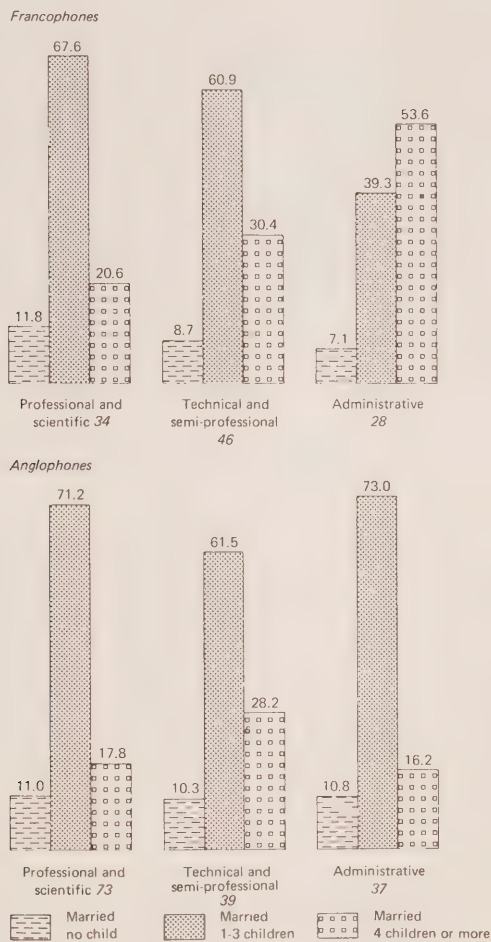 Francophones
67.6
60.9
53.6
39.3
30.4
20.6
11.8
8.7
7.1
Professional and
scientific 34
Technical and
semi-professional
46
Administrative
28
Anglophones
71.2
73.0
61.5
28.2
17.8
16.2
11.0
10.3
10.8
Professional and
scientific 73
Technical and
semi-professional
39
Administrative
37
Married
no child
Married
1-3 children
Married
4 children or more